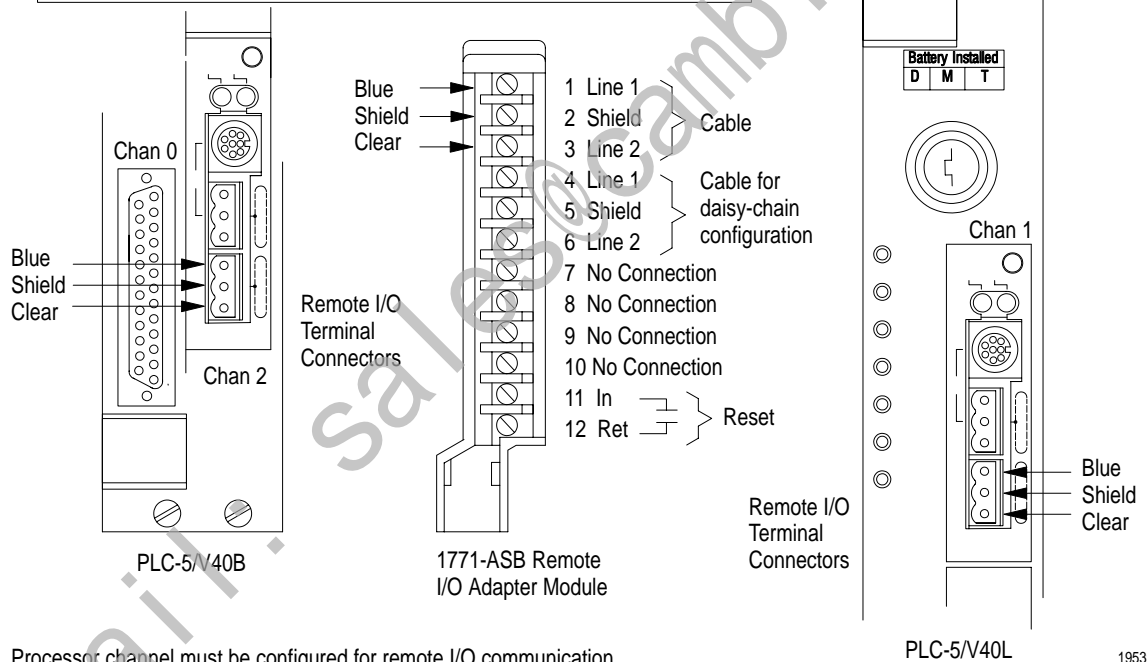 Chan 0
Blue
Shield
Clear
Chan 2
PLC-5/V40B
Remote I/O
Terminal
Connectors
Blue
Shield
Clear
1 Line 1
2 Shield
3 Line 2
Cable
4 Line 1
5 Shield
6 Line 2
Cable for
daisy-chain
configuration
7 No Connection
8 No Connection
9 No Connection
10 No Connection
11 In
12 Ret
Reset
1771-ASB Remote
I/O Adapter Module
Battery Installed
D M T
Chan 1
Blue
Shield
Clear
Remote I/O
Terminal
Connectors
PLC-5/V40L
Processor channel must be configured for remote I/O communication
1953
ail. sales@camb